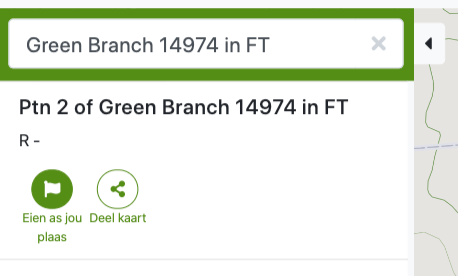 Green Branch 14974 in FT
Ptn 2 of Green Branch 14974 in FT
R -
Eien as jou plaas
Deel kaart